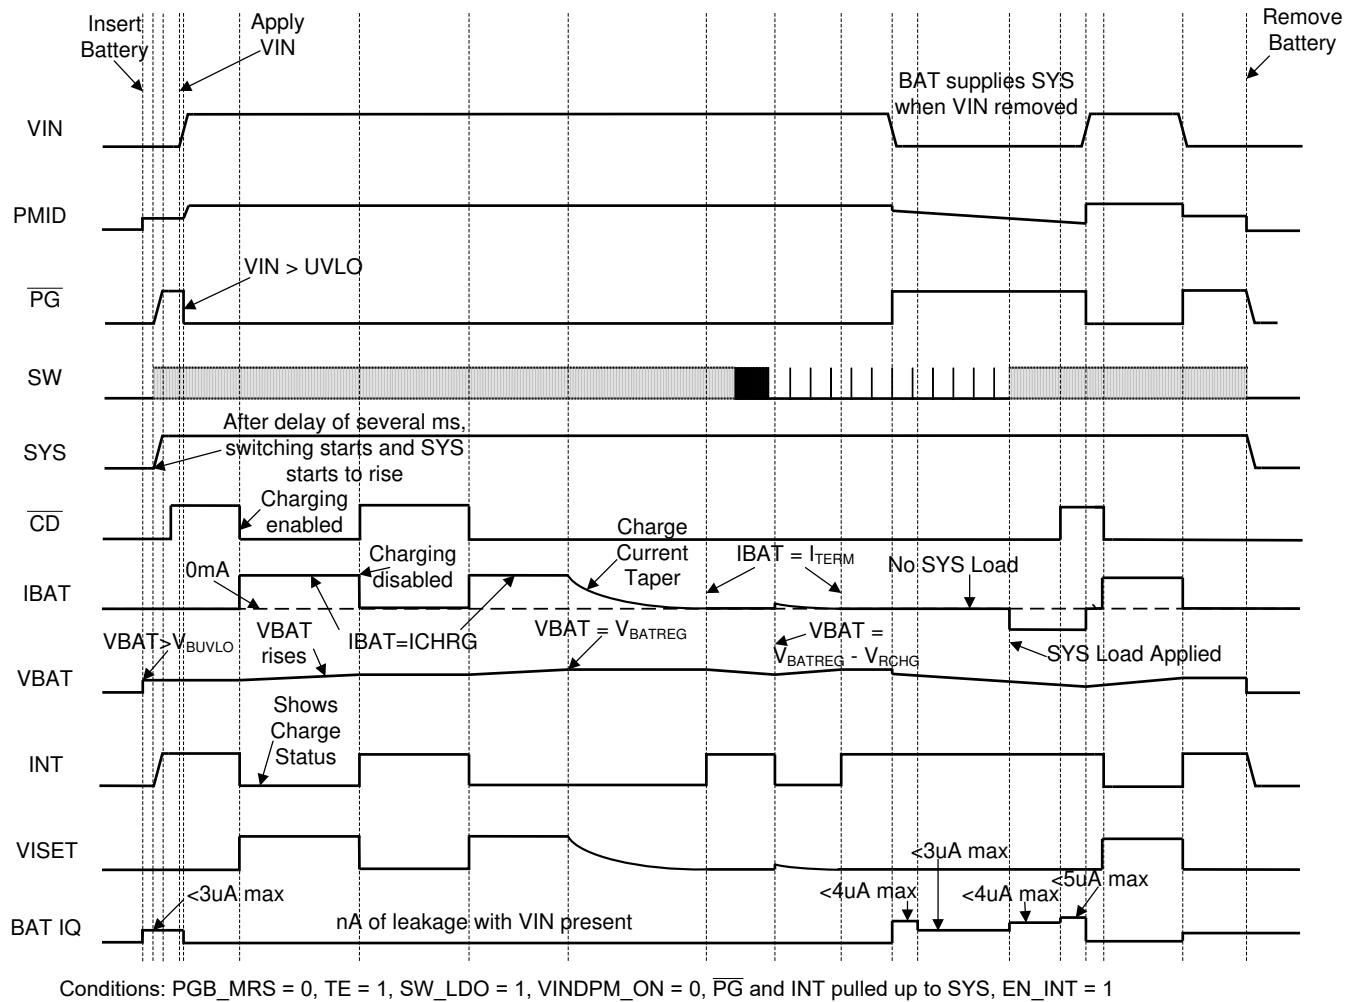 Insert
Battery
Apply
VIN
Remove
Battery
BAT supplies SYS
when VIN removed
VIN
PMID
VIN > UVLO
PG
SW
After delay of several ms,
switching starts and SYS
starts to rise
SYS
Charging
enabled
CD
Charge
Current
Taper
Charging
disabled
IBAT = ITERM
No SYS Load
0mA
IBAT
VBAT>VBUVLO
VBAT
rises
IBAT=ICHRG
VBAT = VBATREG
VBAT =
VBATREG - VRCHG
SYS Load Applied
VBAT
Shows
Charge
Status
INT
VISET
<3uA max
<4uA max
<3uA max
<4uA max
<5uA max
nA of leakage with VIN present
BAT IQ
Conditions: PGB_MRS = 0, TE = 1, SW_LDO = 1, VINDPM_ON = 0, PG and INT pulled up to SYS, EN_INT = 1